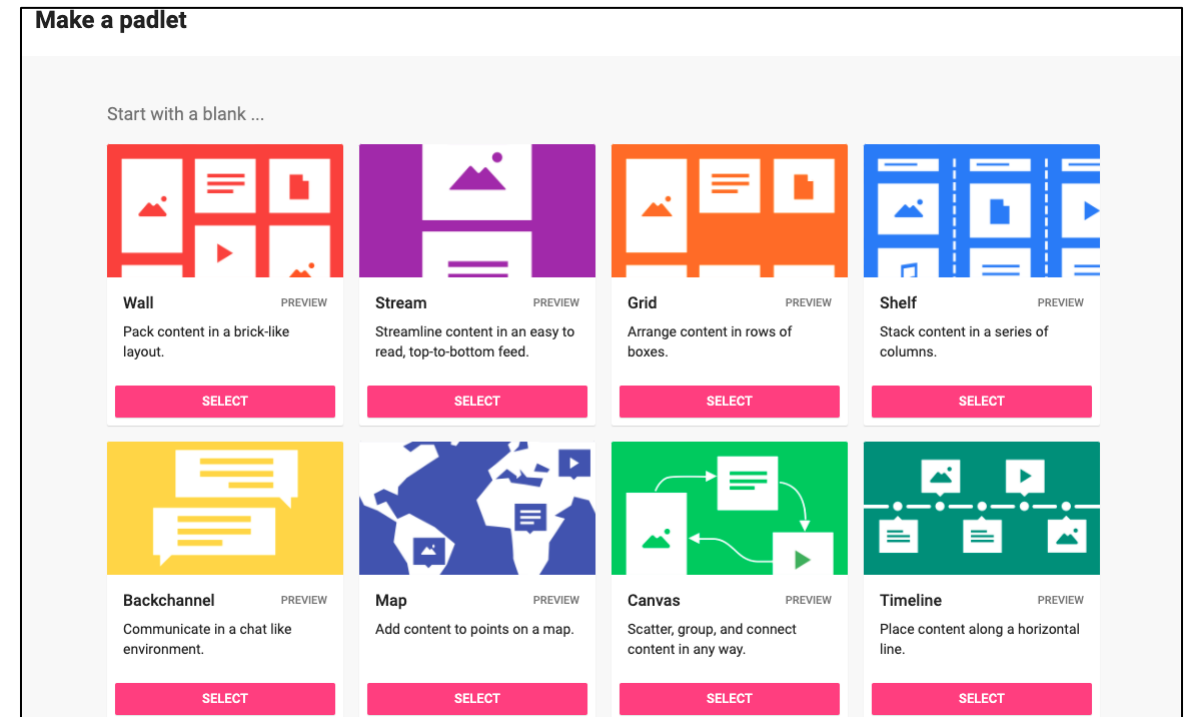 Make a padlet
Start with a blank ...
Wall PREVIEW
Pack content in a brick-like
layout.
SELECT
Stream PREVIEW
Streamline content in an easy to
read, top-to-bottom feed.
SELECT
Grid PREVIEW
Arrange content in rows of
boxes.
SELECT
Shelf PREVIEW
Stack content in a series of
columns.
SELECT
Backchannel PREVIEW
Communicate in a chat like
environment.
SELECT
Map PREVIEW
Add content to points on a map.
SELECT
Canvas PREVIEW
Scatter, group, and connect
content in any way.
SELECT
Timeline PREVIEW
Place content along a horizontal
line.
SELECT